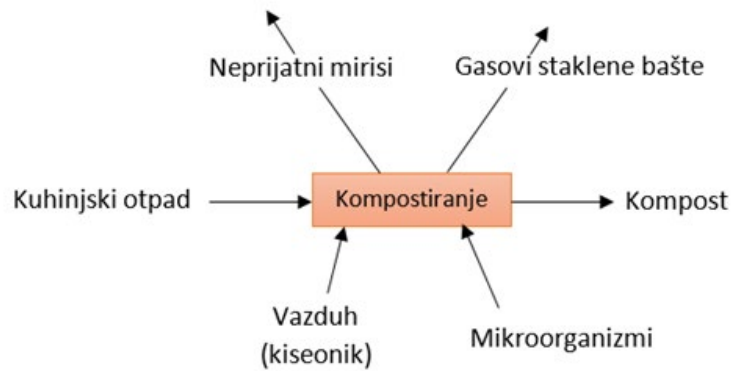 Neprijatni mirisi
Gasovi staklene bašte
Kuhinjski otpad
Kompostiranje
Kompost
Vazduh
(kiseonik)
Mikroorganizmi